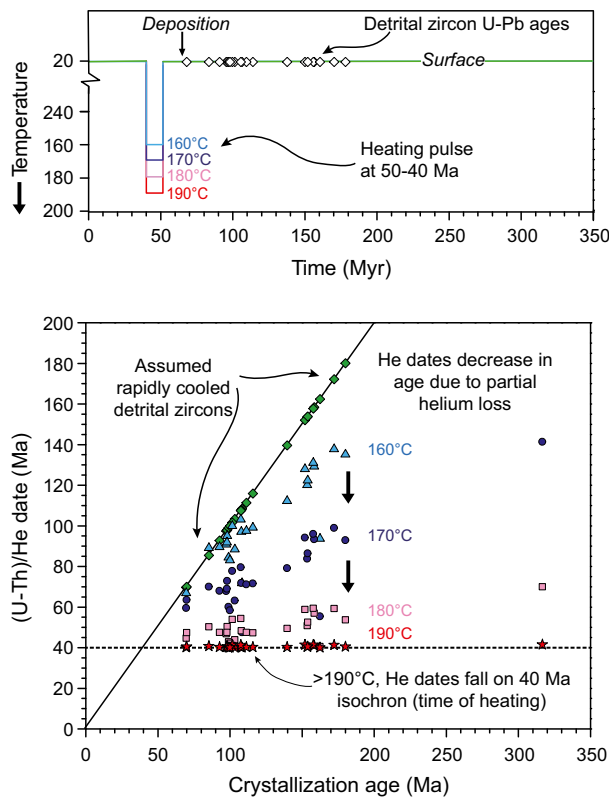 Deposition
Detrital zircon U-Pb ages
20
Surface
Temperature
240
160
180
200
160°C
170°C
180°C
190°C
Heating pulse
at 50-40 Ma
0
50
100
150
200
250
300
350
Time (Myr)
200
180
160
140
120
100
80
60
40
20
0
(U-Th)/He date (Ma)
Assumed
rapidly cooled
detrital zircons
He dates decrease in
age due to partial
helium loss
160°C
170°C
180°C
190°C
>190°C, He dates fall on 40 Ma
isochron (time of heating)
0
50
100
150
200
250
300
350
Crystallization age (Ma)